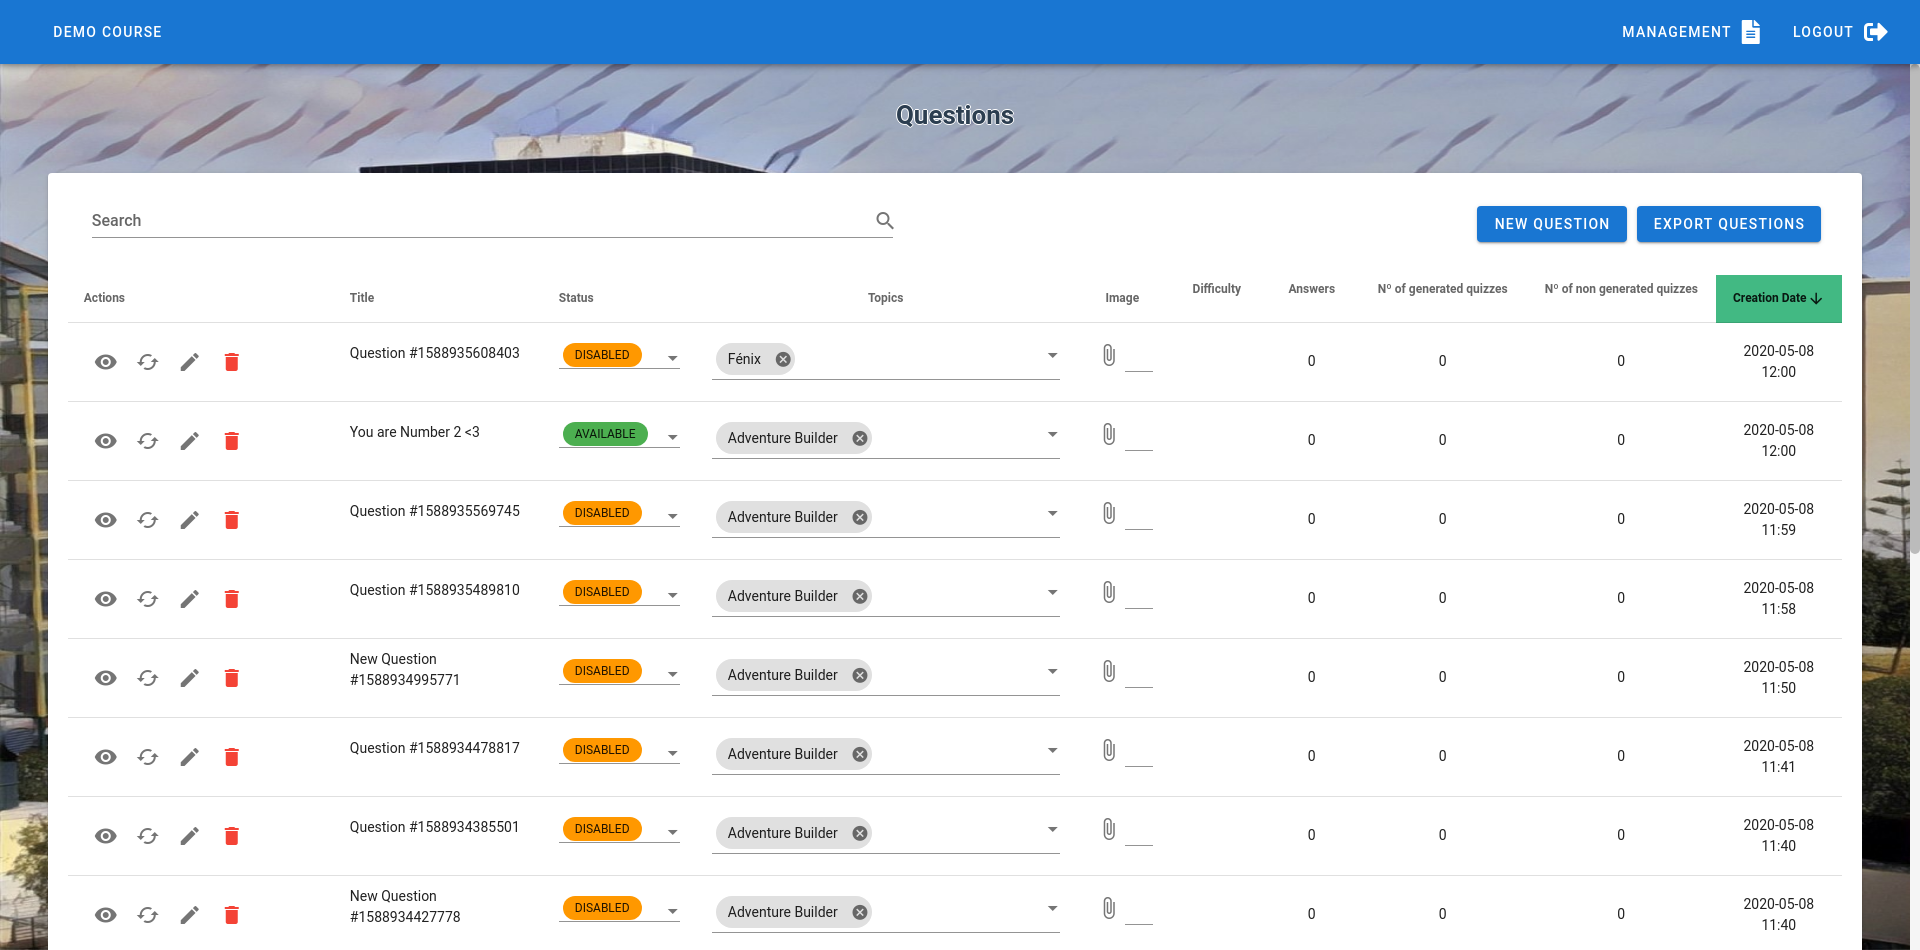 DEMO COURSE MANAGEMENT LOGOUT
Questions
Search NEW QUESTION EXPORT QUESTIONS
Actions Title Status Topics Image Difficulty Answers Nº of generated quizzes Nº of non generated quizzes Creation Date
Question #1588935608403 DISABLED Fénix 0 0 0 2020-05-08
12:00
You are Number 2 <3 AVAILABLE Adventure Builder 0 0 0 2020-05-08
12:00
Question #1588935569745 DISABLED Adventure Builder 0 0 0 2020-05-08
11:59
Question #1588935489810 DISABLED Adventure Builder 0 0 0 2020-05-08
11:58
New Question
#1588934995771 DISABLED Adventure Builder 0 0 0 2020-05-08
11:50
Question #1588934478817 DISABLED Adventure Builder 0 0 0 2020-05-08
11:41
Question #1588934385501 DISABLED Adventure Builder 0 0 0 2020-05-08
11:40
New Question
#1588934427778 DISABLED Adventure Builder 0 0 0 2020-05-08
11:40